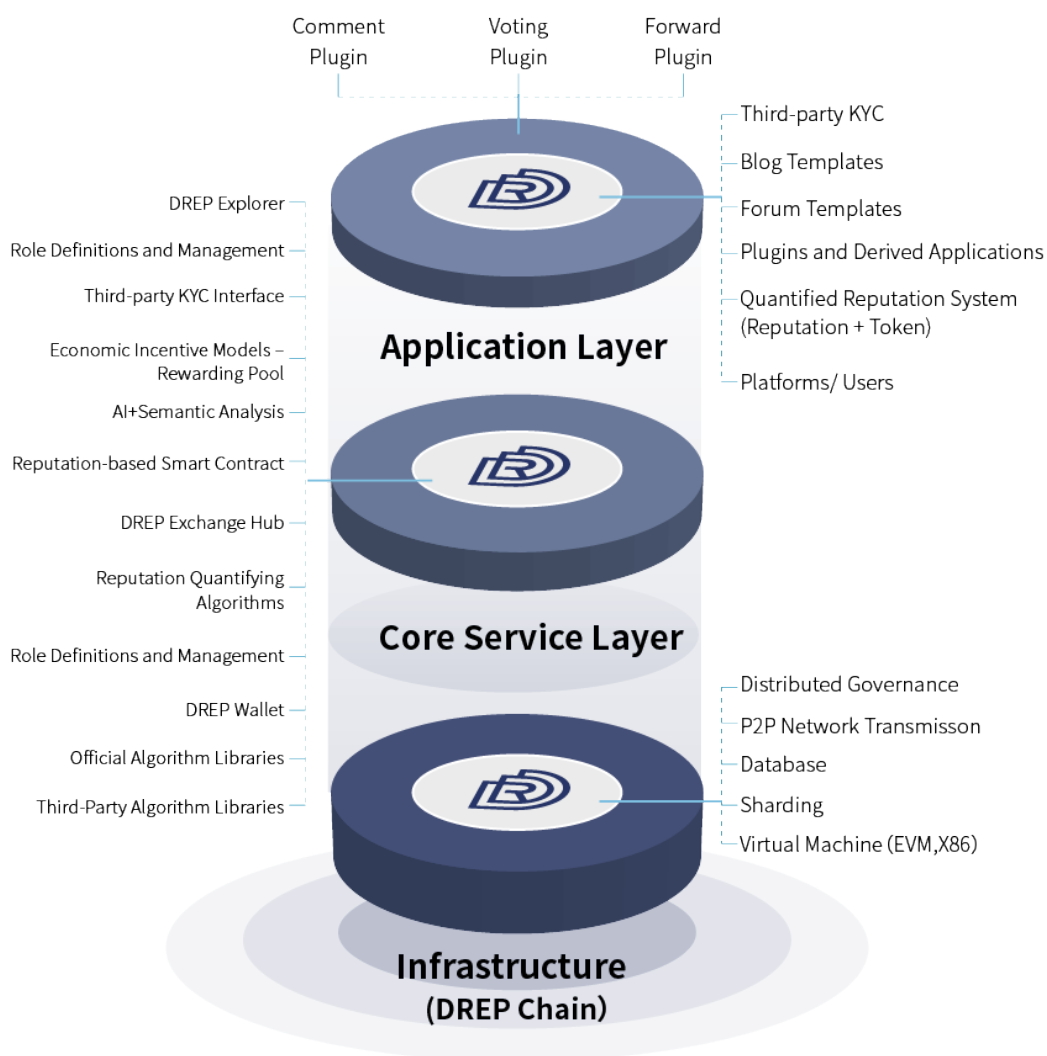 Comment
Plugin
Voting
Plugin
Forward
Plugin
Third-party KYC
Blog Templates
Forum Templates
Plugins and Derived Applications
Quantified Reputation System
(Reputation + Token)
Platforms/ Users
Application Layer
DREP Explorer
Role Definitions and Management
Third-party KYC Interface
Economic Incentive Models –
Rewarding Pool
AI+Semantic Analysis
Reputation-based Smart Contract
DREP Exchange Hub
Reputation Quantifying
Algorithms
Role Definitions and Management
DREP Wallet
Official Algorithm Libraries
Third-Party Algorithm Libraries
Core Service Layer
Distributed Governance
P2P Network Transmisson
Database
Sharding
Virtual Machine (EVM,X86)
Infrastructure
(DREP Chain)